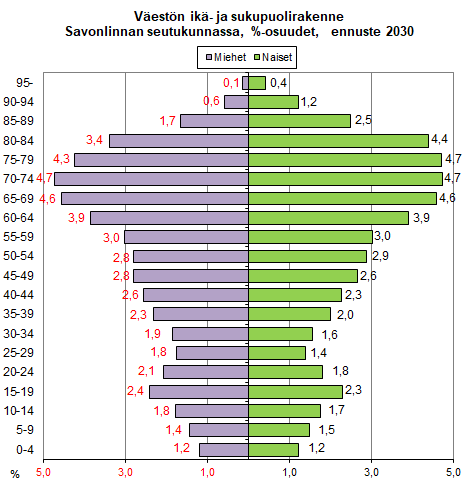 Väestön ikä- ja sukupuolirakenne
Savonlinnan seutukunnassa, %-osuudet, ennuste 2030
Miehet Naiset
95- 0,1 0,4
90-94 0,6 1,2
85-89 1,7 2,5
80-84 3,4 4,4
75-79 4,3 4,7
70-74 4,7 4,7
65-69 4,6 4,6
60-64 3,9 3,9
55-59 3,0 3,0
50-54 2,8 2,9
45-49 2,8 2,6
40-44 2,6 2,3
35-39 2,3 2,0
30-34 1,9 1,6
25-29 1,8 1,4
20-24 2,1 1,8
15-19 2,4 2,3
10-14 1,8 1,7
5-9 1,4 1,5
0-4 1,2 1,2
% 5,0 3,0 1,0 1,0 3,0 5,0